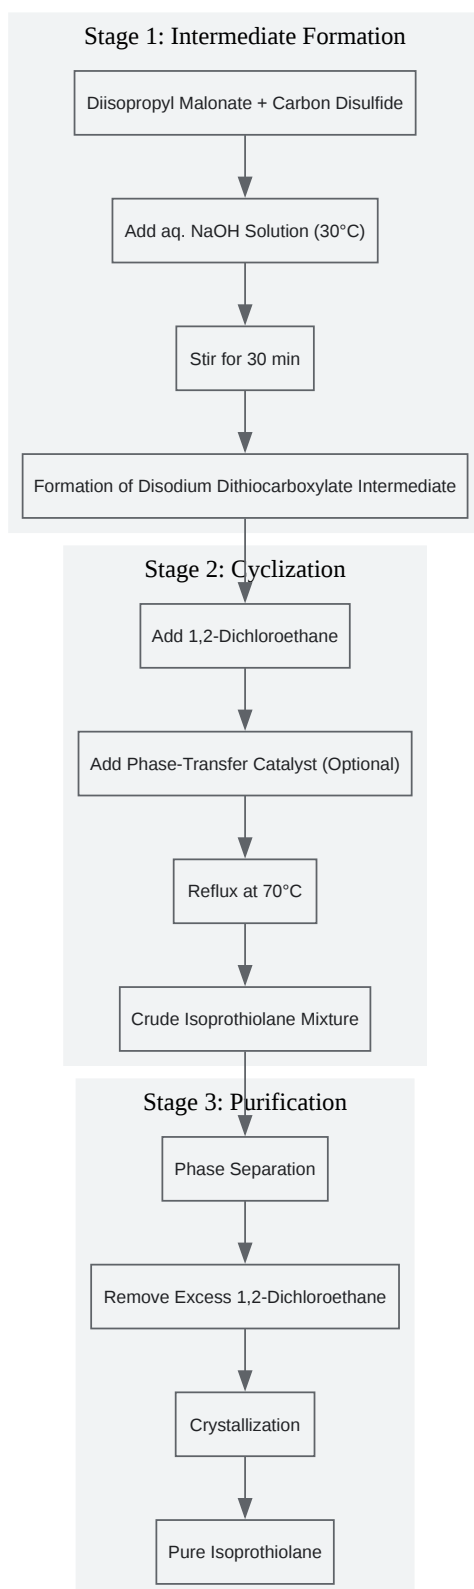 Stage 1: Intermediate Formation
Diisopropyl Malonate + Carbon Disulfide
Add aq. NaOH Solution (30°C)
Stir for 30 min
Formation of Disodium Dithiocarboxylate Intermediate
Stage 2: Cyclization
Add 1,2-Dichloroethane
Add Phase-Transfer Catalyst (Optional)
Reflux at 70°C
Crude Isoprothiolane Mixture
Stage 3: Purification
Phase Separation
Remove Excess 1,2-Dichloroethane
Crystallization
Pure Isoprothiolane